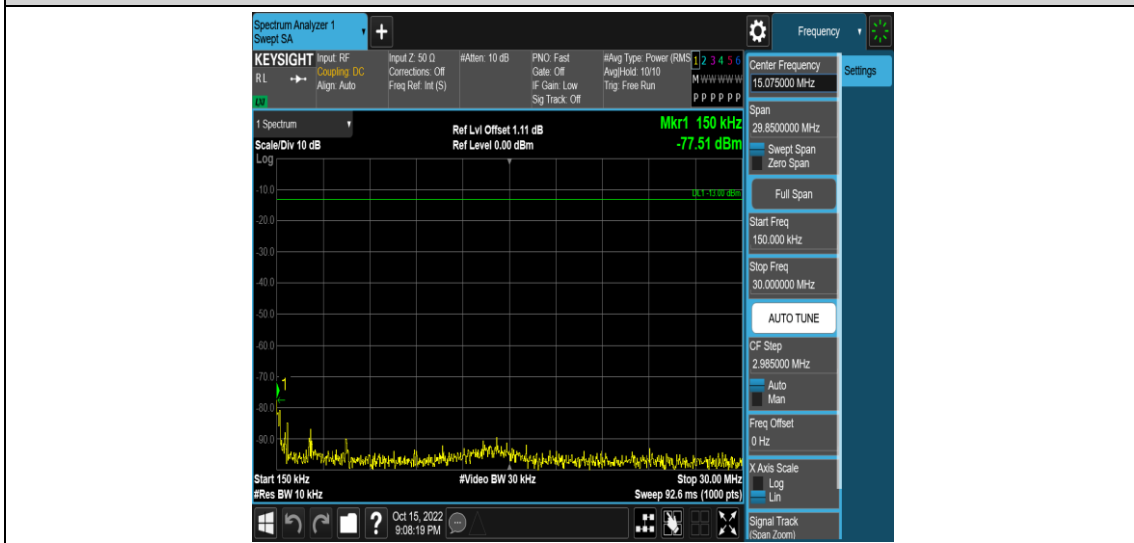 Spectrum Analyzer 1
Swept SA
+
Frequency
KEYSIGHT
RL
LXI
Input: RF
Coupling: DC
Align: Auto
Input Z: 50 Ω
Corrections: Off
Freq Ref: Int (S)
#Atten: 10 dB
PNO: Fast
Gate: Off
IF Gain: Low
Sig Track: Off
#Avg Type: Power (RMS
Avg|Hold: 10/10
Trig: Free Run
1 2 3 4 5 6
M W W W W W
P P P P P P
Center Frequency
15.075000 MHz
Settings
1 Spectrum
Scale/Div 10 dB
Ref Lvl Offset 1.11 dB
Ref Level 0.00 dBm
Mkr1 150 kHz
-77.51 dBm
Log
DL1 -13.00 dBm
-10.0
-20.0
-30.0
-40.0
-50.0
-60.0
-70.0
-80.0
-90.0
1
Start 150 kHz
#Res BW 10 kHz
#Video BW 30 kHz
Stop 30.00 MHz
Sweep 92.6 ms (1000 pts)
Span
29.8500000 MHz
Swept Span
Zero Span
Full Span
Start Freq
150.000 kHz
Stop Freq
30.000000 MHz
AUTO TUNE
CF Step
2.985000 MHz
Auto
Man
Freq Offset
0 Hz
X Axis Scale
Log
Lin
Signal Track
(Span Zoom)
?
Oct 15, 2022
9:08:19 PM